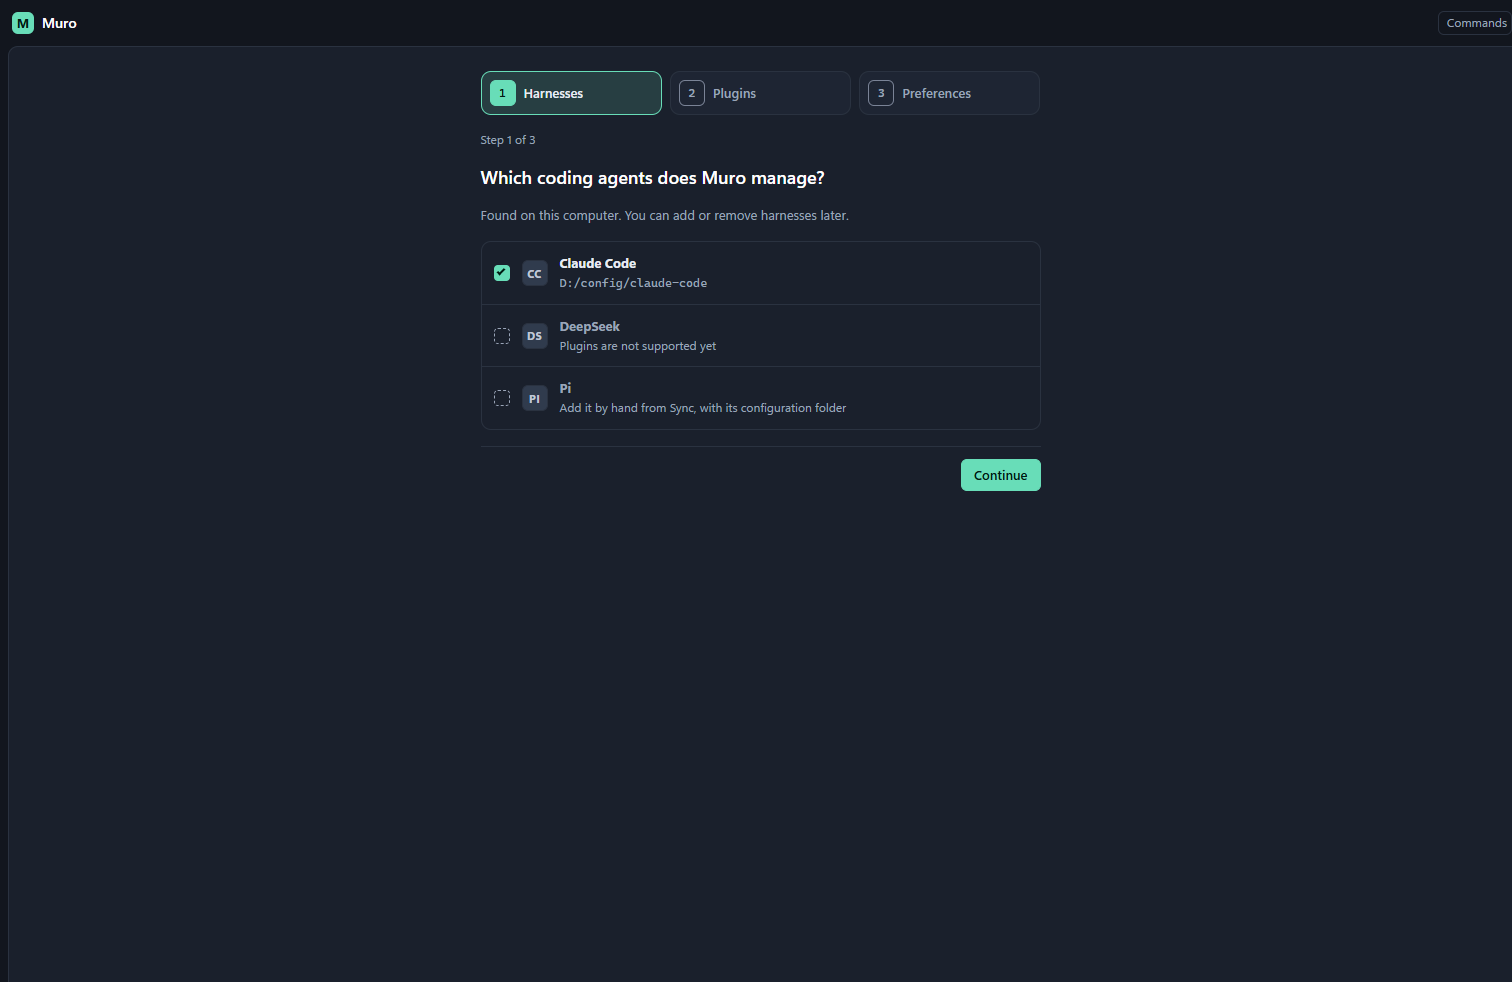 M Muro
Commands
1 Harnesses
2 Plugins
3 Preferences
Step 1 of 3
Which coding agents does Muro manage?
Found on this computer. You can add or remove harnesses later.
CC
Claude Code
D:/config/claude-code
DS
DeepSeek
Plugins are not supported yet
PI
Pi
Add it by hand from Sync, with its configuration folder
Continue